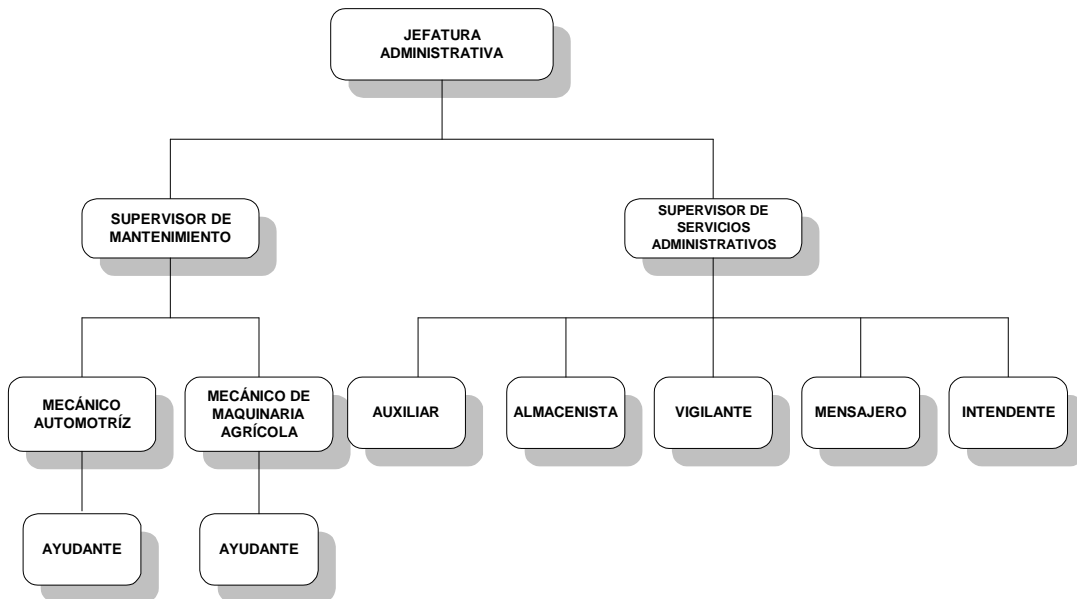 JEFATURA
ADMINISTRATIVA
SUPERVISOR DE
MANTENIMIENTO
SUPERVISOR DE
SERVICIOS
ADMINISTRATIVOS
MECÁNICO
AUTOMOTRÍZ
MECÁNICO DE
MAQUINARIA
AGRÍCOLA
AUXILIAR
ALMACENISTA
VIGILANTE
MENSAJERO
INTENDENTE
AYUDANTE
AYUDANTE